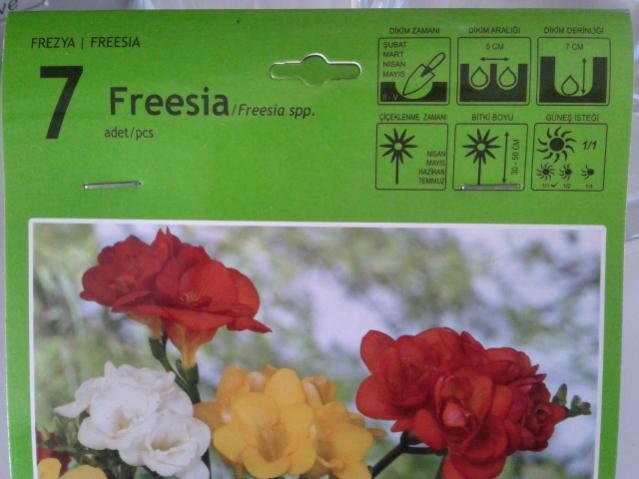 ve
FREZYA | FREESIA
7
Freesia/Freesia spp.
adet/pcs
DİKİM ZAMANI
ŞUBAT
MART
NİSAN
MAYIS
II-V
DİKİM ARALIĞI
5 CM
DİKİM DERİNLİĞİ
7 CM
ÇİÇEKLENME ZAMANI
NİSAN
MAYIS
HAZİRAN
TEMMUZ
BİTKİ BOYU
30 - 50 CM
GÜNEŞ İSTEĞİ
1/1
1/1 1/2 1/4